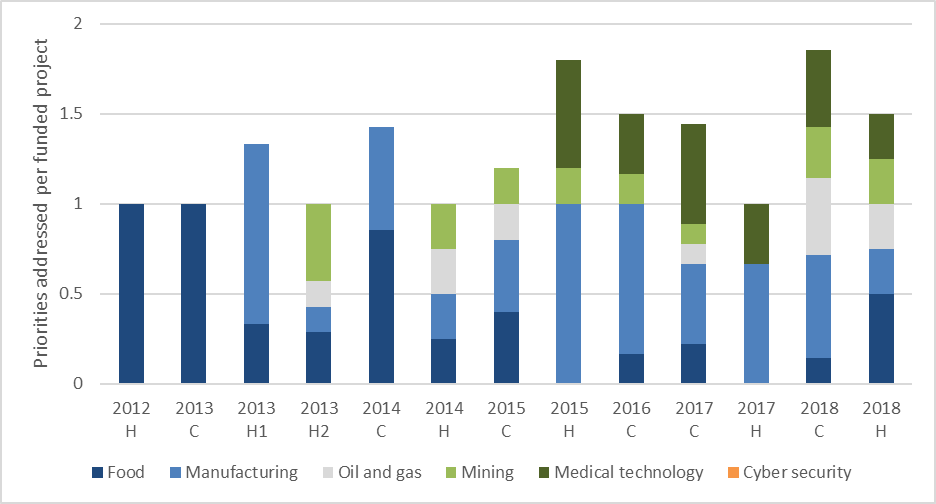 Priorities addressed per funded project
2
1.5
1
0.5
0
2012 2013 2013 2013 2014 2014 2015 2015 2016 2017 2017 2018 2018
H C H1 H2 C H C H C C H C H
Food Manufacturing Oil and gas Mining Medical technology Cyber security